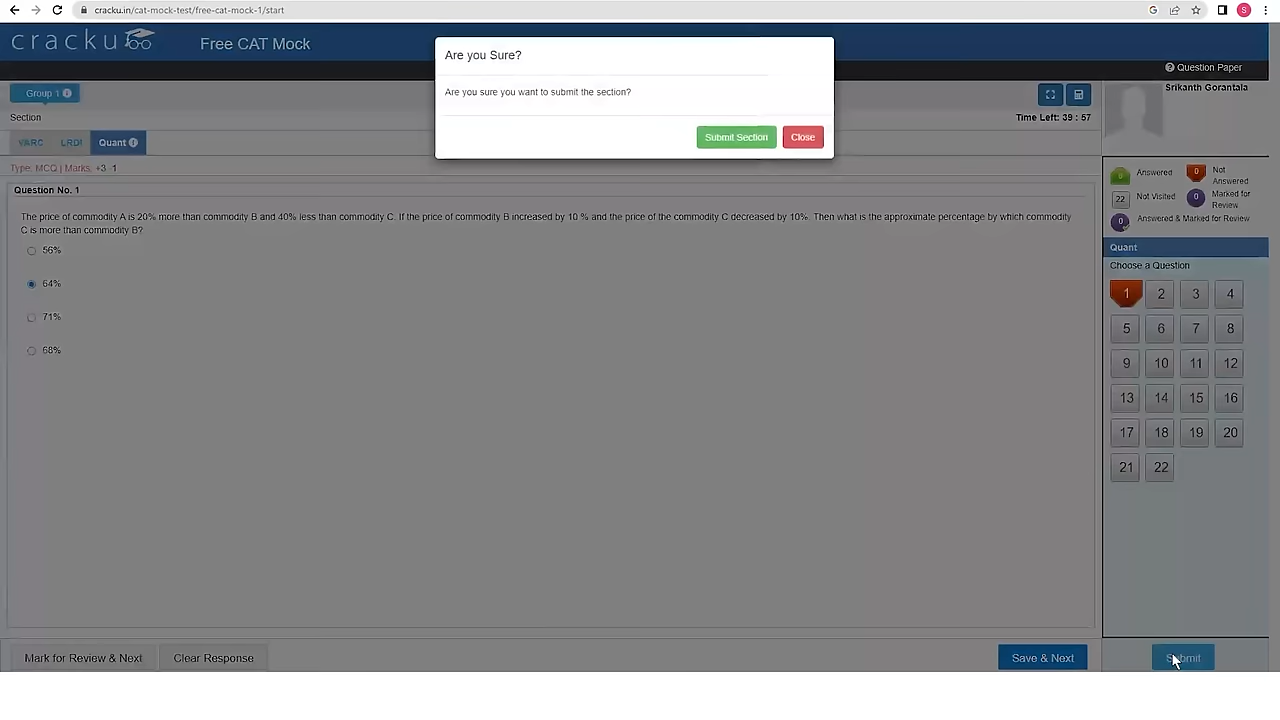 cracku.in/cat-mock-test/free-cat-mock-1/start
S
cracku
Free CAT Mock
Are you Sure?
Are you sure you want to submit the section?
Submit Section Close
Question Paper
Group 1
Srikanth Gorantala
Section
Time Left: 39 : 57
VARC LRDI Quant
Type: MCQ | Marks: +3 1
0 Answered 0 Not Answered
22 Not Visited 0 Marked for Review
0 Answered & Marked for Review
Question No. 1
The price of commodity A is 20% more than commodity B and 40% less than commodity C. If the price of commodity B increased by 10 % and the price of the commodity C decreased by 10%. Then what is the approximate percentage by which commodity
C is more than commodity B?
56%
64%
71%
68%
Quant
Choose a Question
1 2 3 4
5 6 7 8
9 10 11 12
13 14 15 16
17 18 19 20
21 22
Mark for Review & Next Clear Response Save & Next Submit